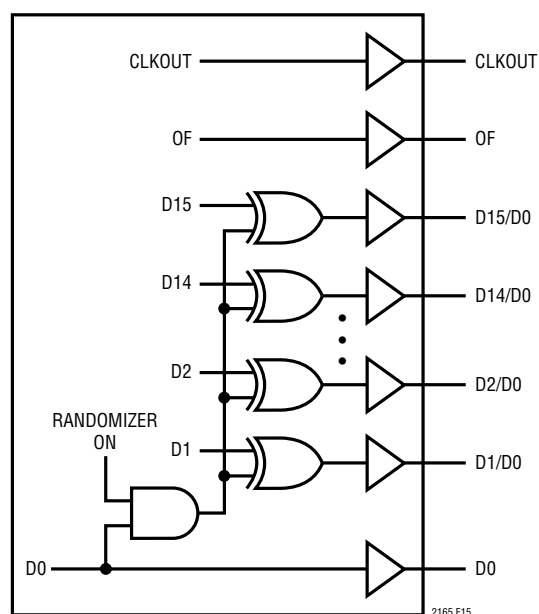 CLKOUT CLKOUT
OF OF
D15 D15/D0
D14 D14/D0
D2 D2/D0
RANDOMIZER
ON
D1 D1/D0
D0 D0
2165 F15